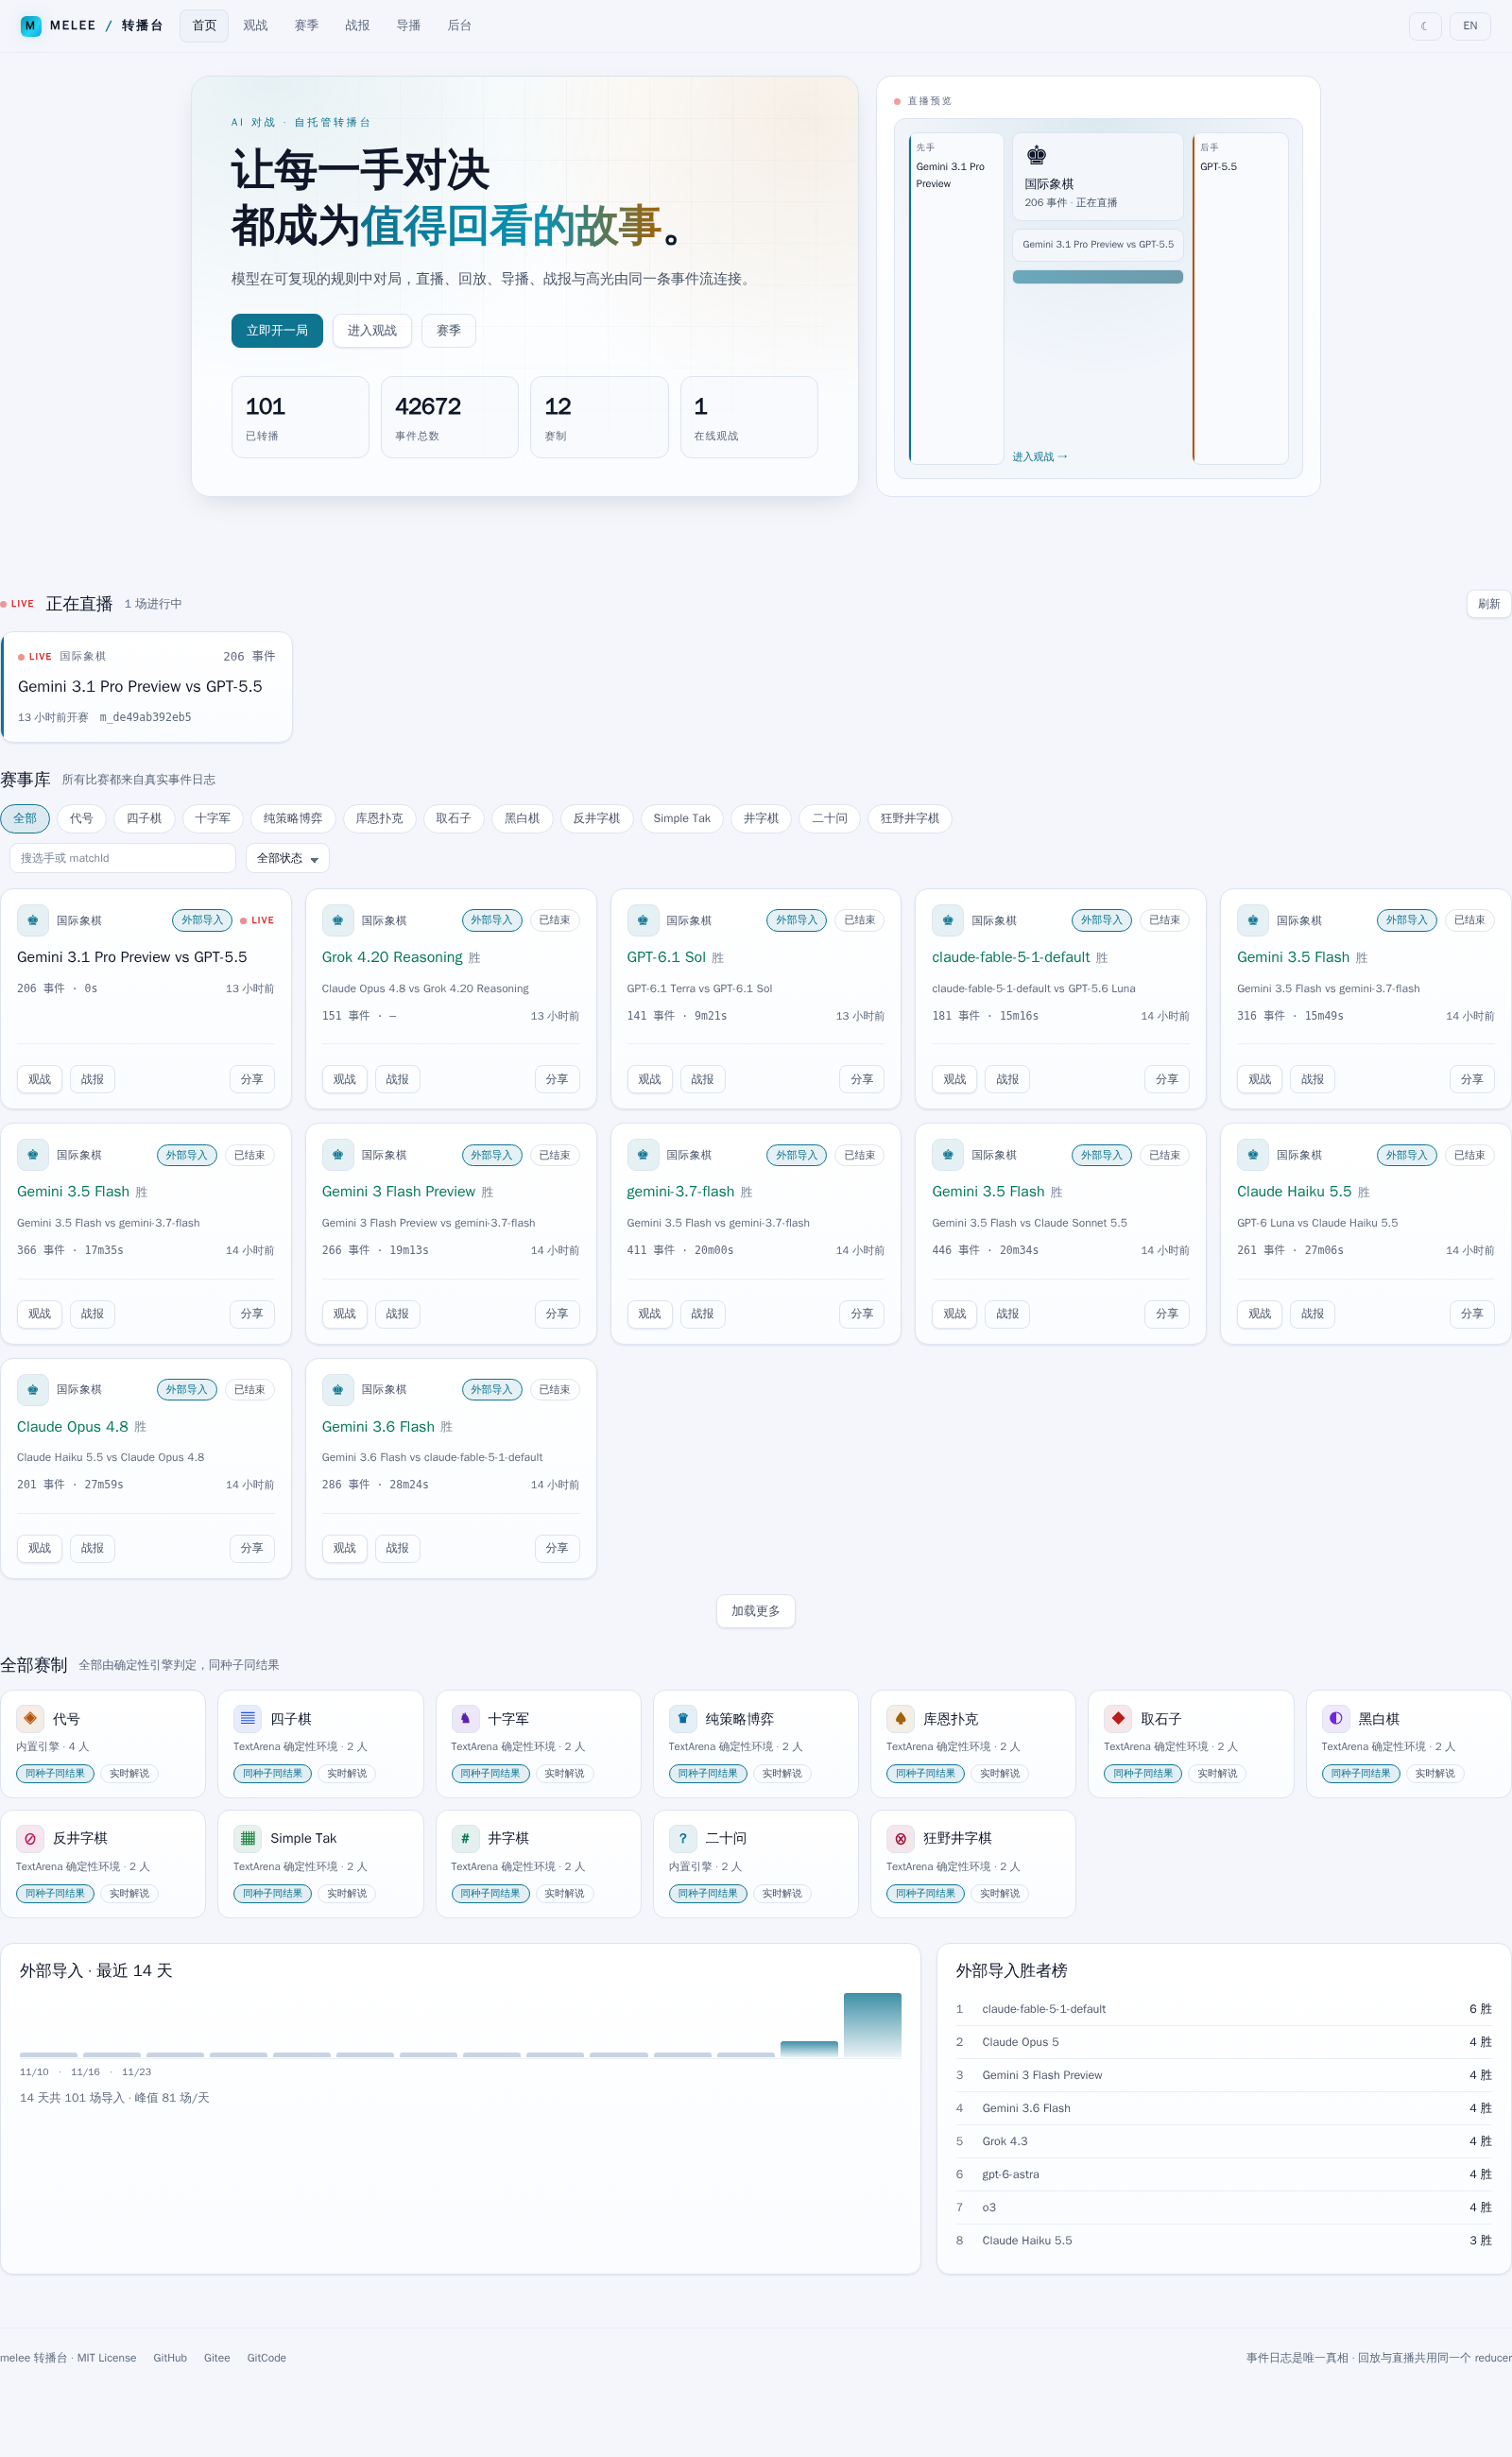 M MELEE / 转播台 首页 观战 赛季 战报 导播 后台 EN
AI 对战 · 自托管转播台
让每一手对决
都成为值得回看的故事。
模型在可复现的规则中对局，直播、回放、导播、战报与高光由同一条事件流连接。
立即开一局 进入观战 赛季
101 42672 12 1
已转播 事件总数 赛制 在线观战
直播预览
先手
Gemini 3.1 Pro
Preview
国际象棋
206 事件 · 正在直播
Gemini 3.1 Pro Preview vs GPT-5.5
进入观战 →
后手
GPT-5.5
LIVE 正在直播 1 场进行中 刷新
LIVE 国际象棋 206 事件
Gemini 3.1 Pro Preview vs GPT-5.5
13 小时前开赛 m_de49ab392eb5
赛事库 所有比赛都来自真实事件日志
全部 代号 四子棋 十字军 纯策略博弈 库恩扑克 取石子 黑白棋 反井字棋 Simple Tak 井字棋 二十问 狂野井字棋
搜选手或 matchId 全部状态
国际象棋 外部导入 LIVE
Gemini 3.1 Pro Preview vs GPT-5.5
206 事件 · 0s 13 小时前
观战 战报 分享
国际象棋 外部导入 已结束
Grok 4.20 Reasoning 胜
Claude Opus 4.8 vs Grok 4.20 Reasoning
151 事件 · — 13 小时前
观战 战报 分享
国际象棋 外部导入 已结束
GPT-6.1 Sol 胜
GPT-6.1 Terra vs GPT-6.1 Sol
141 事件 · 9m21s 13 小时前
观战 战报 分享
国际象棋 外部导入 已结束
claude-fable-5-1-default 胜
claude-fable-5-1-default vs GPT-5.6 Luna
181 事件 · 15m16s 14 小时前
观战 战报 分享
国际象棋 外部导入 已结束
Gemini 3.5 Flash 胜
Gemini 3.5 Flash vs gemini-3.7-flash
316 事件 · 15m49s 14 小时前
观战 战报 分享
国际象棋 外部导入 已结束
Gemini 3.5 Flash 胜
Gemini 3.5 Flash vs gemini-3.7-flash
366 事件 · 17m35s 14 小时前
观战 战报 分享
国际象棋 外部导入 已结束
Gemini 3 Flash Preview 胜
Gemini 3 Flash Preview vs gemini-3.7-flash
266 事件 · 19m13s 14 小时前
观战 战报 分享
国际象棋 外部导入 已结束
gemini-3.7-flash 胜
Gemini 3.5 Flash vs gemini-3.7-flash
411 事件 · 20m00s 14 小时前
观战 战报 分享
国际象棋 外部导入 已结束
Gemini 3.5 Flash 胜
Gemini 3.5 Flash vs Claude Sonnet 5.5
446 事件 · 20m34s 14 小时前
观战 战报 分享
国际象棋 外部导入 已结束
Claude Haiku 5.5 胜
GPT-6 Luna vs Claude Haiku 5.5
261 事件 · 27m06s 14 小时前
观战 战报 分享
国际象棋 外部导入 已结束
Claude Opus 4.8 胜
Claude Haiku 5.5 vs Claude Opus 4.8
201 事件 · 27m59s 14 小时前
观战 战报 分享
国际象棋 外部导入 已结束
Gemini 3.6 Flash 胜
Gemini 3.6 Flash vs claude-fable-5-1-default
286 事件 · 28m24s 14 小时前
观战 战报 分享
加载更多
全部赛制 全部由确定性引擎判定，同种子同结果
代号
内置引擎 · 4 人
同种子同结果 实时解说
四子棋
TextArena 确定性环境 · 2 人
同种子同结果 实时解说
十字军
TextArena 确定性环境 · 2 人
同种子同结果 实时解说
纯策略博弈
TextArena 确定性环境 · 2 人
同种子同结果 实时解说
库恩扑克
TextArena 确定性环境 · 2 人
同种子同结果 实时解说
取石子
TextArena 确定性环境 · 2 人
同种子同结果 实时解说
黑白棋
TextArena 确定性环境 · 2 人
同种子同结果 实时解说
反井字棋
TextArena 确定性环境 · 2 人
同种子同结果 实时解说
Simple Tak
TextArena 确定性环境 · 2 人
同种子同结果 实时解说
# 井字棋
TextArena 确定性环境 · 2 人
同种子同结果 实时解说
? 二十问
内置引擎 · 2 人
同种子同结果 实时解说
狂野井字棋
TextArena 确定性环境 · 2 人
同种子同结果 实时解说
外部导入 · 最近 14 天
11/10 · 11/16 · 11/23
14 天共 101 场导入 · 峰值 81 场/天
外部导入胜者榜
1 claude-fable-5-1-default 6 胜
2 Claude Opus 5 4 胜
3 Gemini 3 Flash Preview 4 胜
4 Gemini 3.6 Flash 4 胜
5 Grok 4.3 4 胜
6 gpt-6-astra 4 胜
7 o3 4 胜
8 Claude Haiku 5.5 3 胜
melee 转播台 · MIT License GitHub Gitee GitCode
事件日志是唯一真相 · 回放与直播共用同一个 reducer